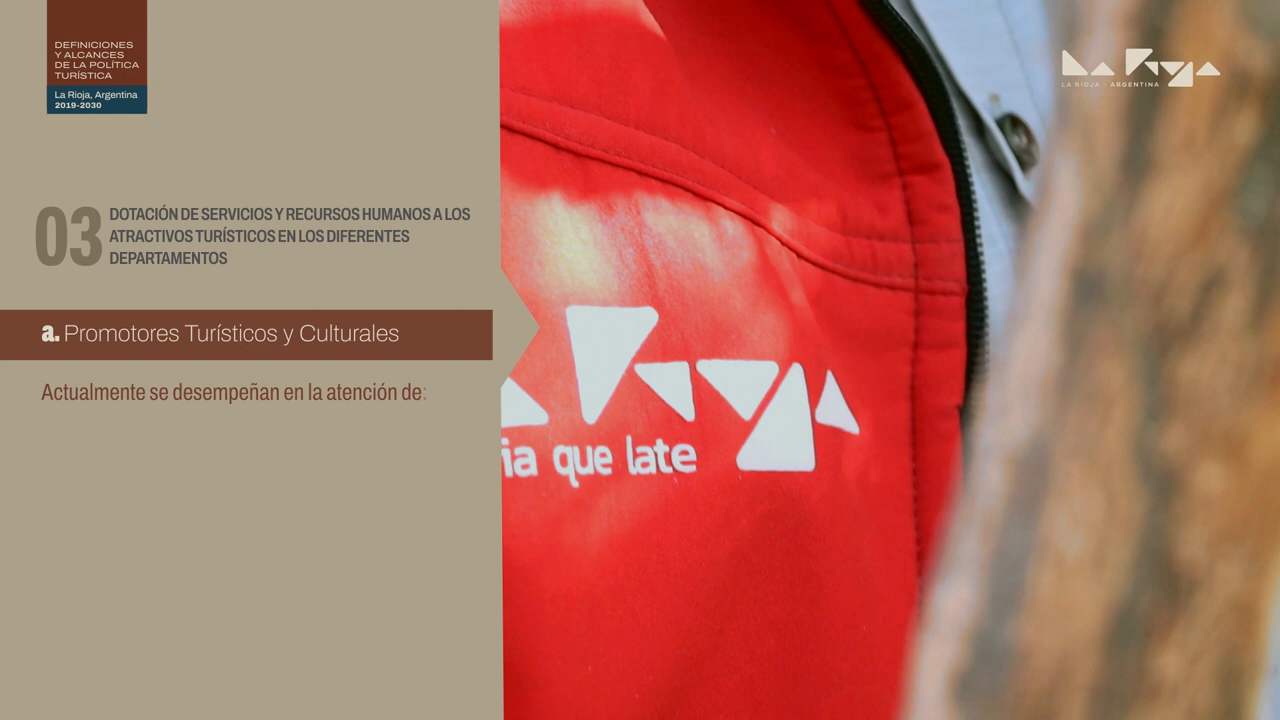 DEFINICIONES
Y ALCANCES
DE LA POLÍTICA
TURÍSTICA
La Rioja, Argentina
2019-2030
LA RIOJA ARGENTINA
03
DOTACIÓN DE SERVICIOS Y RECURSOS HUMANOS A LOS
ATRACTIVOS TURÍSTICOS EN LOS DIFERENTES
DEPARTAMENTOS
a. Promotores Turísticos y Culturales
Actualmente se desempeñan en la atención de:
que late